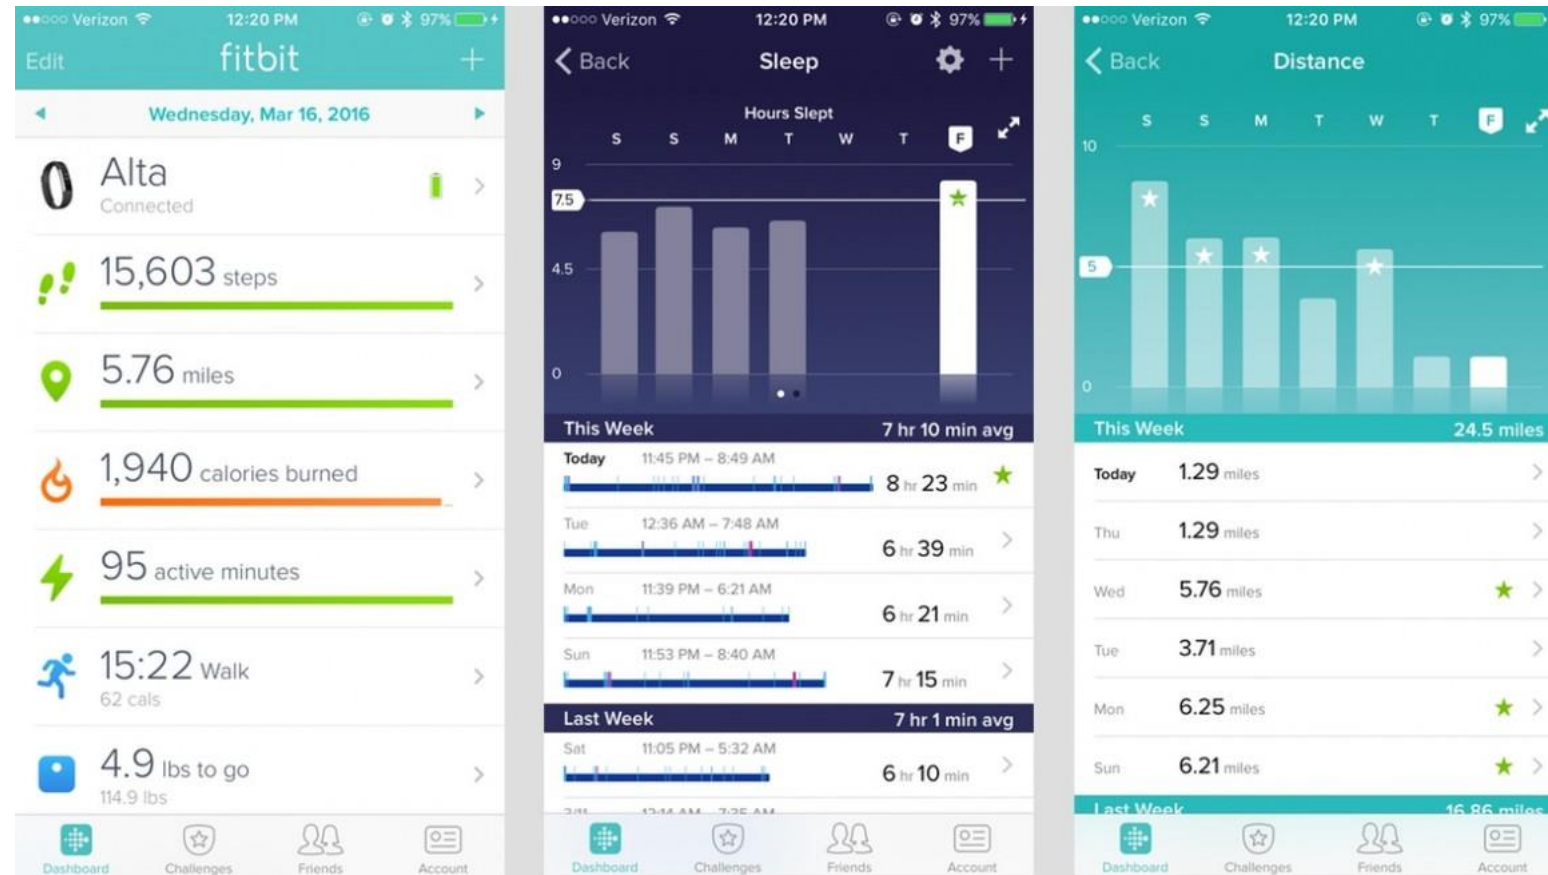 Verizon 12:20 PM 97%
Edit fitbit +
Wednesday, Mar 16, 2016
Alta
Connected
15,603 steps
5.76 miles
1,940 calories burned
95 active minutes
15:22 Walk
62 cals
4.9 lbs to go
114.9 lbs
Dashboard Challenges Friends Account
Verizon 12:20 PM 97%
Back Sleep +
Hours Slept
S S M T W T F
9
7.5
4.5
0
This Week 7 hr 10 min avg
Today 11:45 PM – 8:49 AM
8 hr 23 min
Tue 12:36 AM – 7:48 AM
6 hr 39 min
Mon 11:39 PM – 6:21 AM
6 hr 21 min
Sun 11:53 PM – 8:40 AM
7 hr 15 min
Last Week 7 hr 1 min avg
Sat 11:05 PM – 5:32 AM
6 hr 10 min
3/11 12:14 AM – 7:35 AM
Dashboard Challenges Friends Account
Verizon 12:20 PM 97%
Back Distance
S S M T W T F
10
5
0
This Week 24.5 miles
Today 1.29 miles
Thu 1.29 miles
Wed 5.76 miles
Tue 3.71 miles
Mon 6.25 miles
Sun 6.21 miles
Last Week 16.86 miles
Dashboard Challenges Friends Account